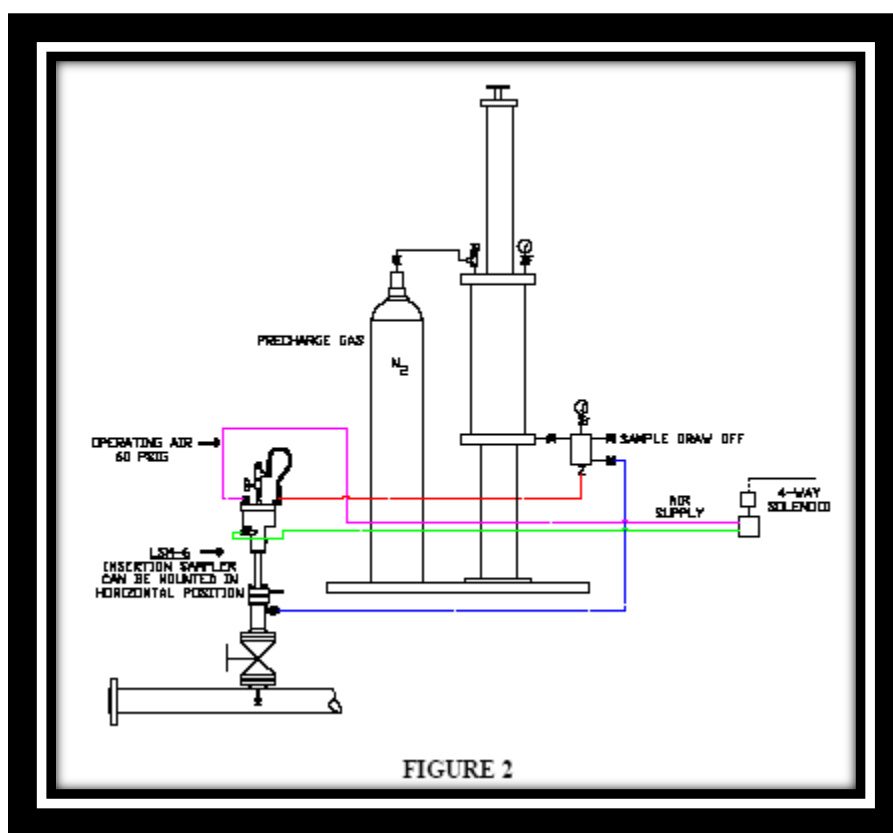 PRECHARGE GAS
N2
OPERATING AIR
60 PSIG
SAMPLE DRAW OFF
AIR
SUPPLY
4-WAY
SOLENOID
LSM-6
INSERTION SAMPLER
CAN BE MOUNTED IN
HORIZONTAL POSITION
FIGURE 2